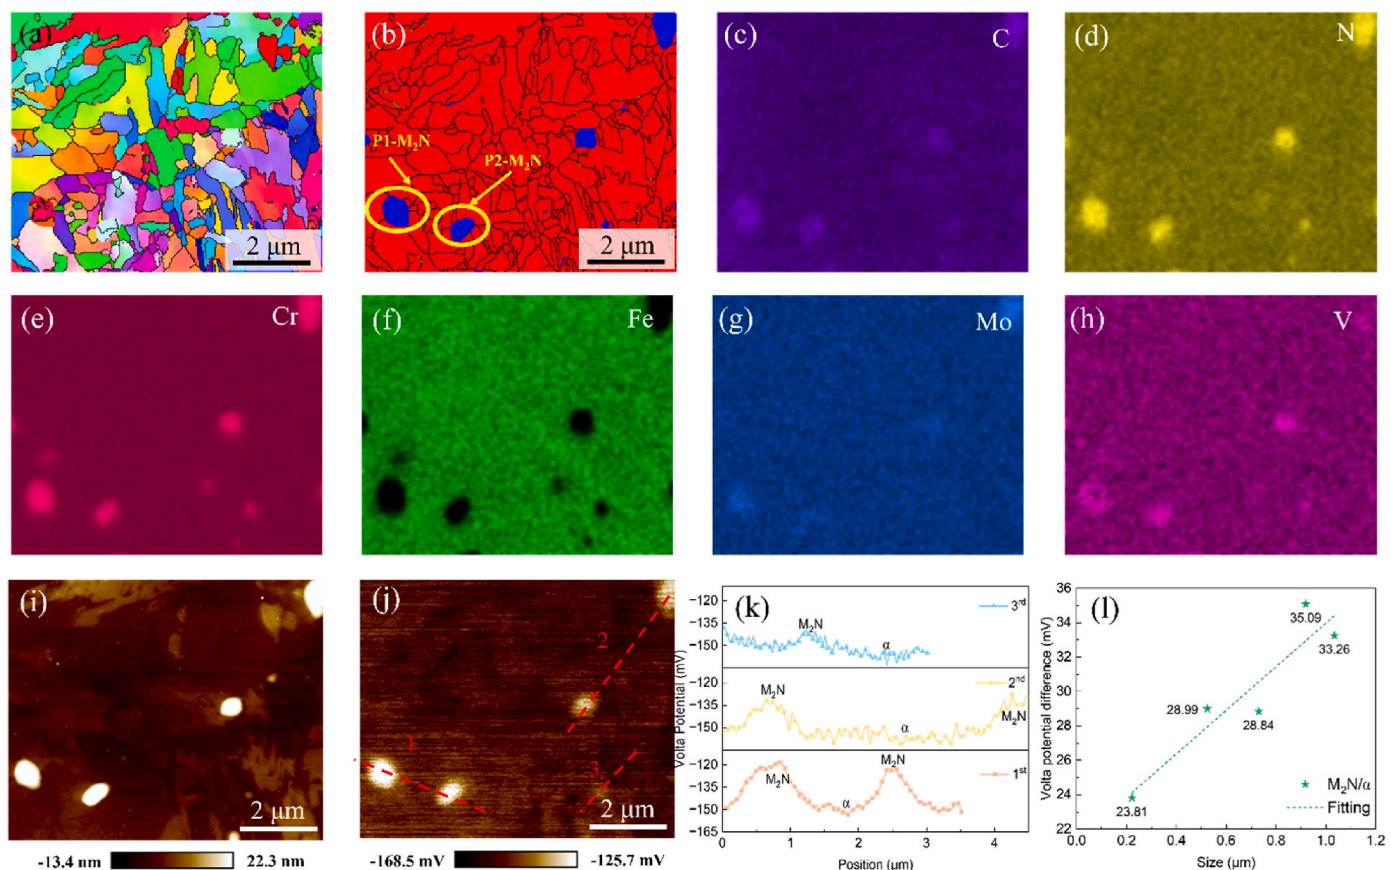 (a)
2 μm
(b)
P1-M₂N
P2-M₂N
2 μm
(c)
C
(d)
N
(e)
Cr
(f)
Fe
(g)
Mo
(h)
V
(i)
2 μm
-13.4 nm
22.3 nm
(j)
1
2
3
2 μm
-168.5 mV
-125.7 mV
(k)
Volta Potential (mV)
−120
−135
−150
3rd
M₂N
α
−120
−135
−150
2nd
M₂N
α
M₂N
−120
−135
−150
−165
1st
M₂N
α
M₂N
0 1 2 3 4
Position (μm)
(l)
Volta potential difference (mV)
36
34
32
30
28
26
24
22
35.09
33.26
28.99
28.84
23.81
M₂N/α
Fitting
0.0 0.2 0.4 0.6 0.8 1.0 1.2
Size (μm)